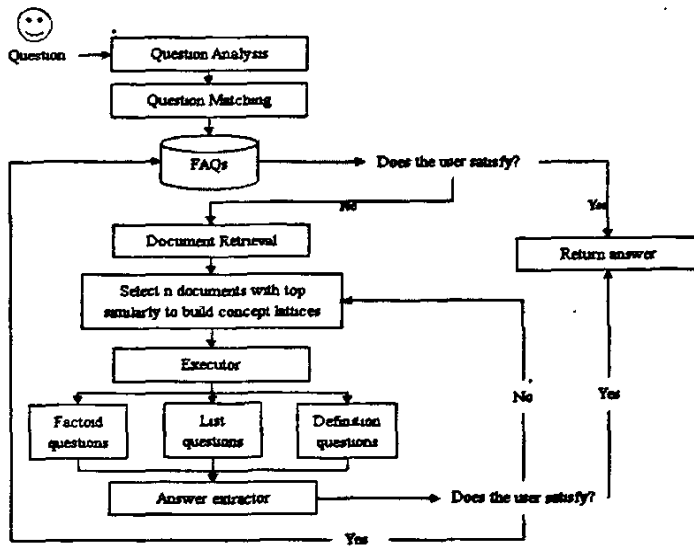 Question
Question Analysis
Question Matching
FAQs
Does the user satisfy?
No
Yes
Document Retrieval
Return answer
Select n documents with top
similarly to build concept lattices
Executor
No
Yes
Factoid
questions
List
questions
Definition
questions
Answer extractor
Does the user satisfy?
Yes